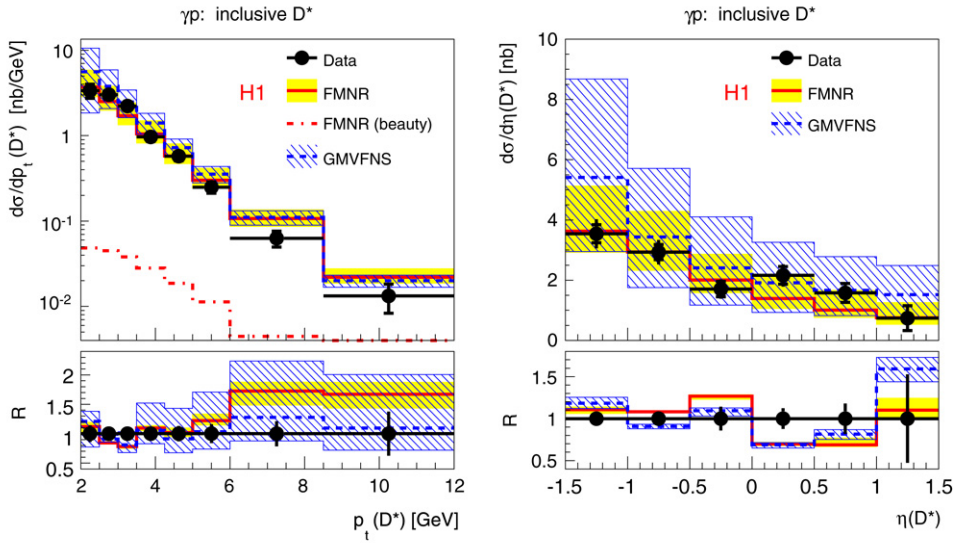 γp: inclusive D*
dσ/dp_t(D*) [nb/GeV]
10
1
10^-1
10^-2
H1
Data
FMNR
FMNR (beauty)
GMVFNS
R
2
1.5
1
0.5
2 4 6 8 10 12
p_t(D*) [GeV]
γp: inclusive D*
dσ/dη(D*) [nb]
10
8
6
4
2
0
H1
Data
FMNR
GMVFNS
R
1.5
1
0.5
-1.5 -1 -0.5 0 0.5 1 1.5
η(D*)